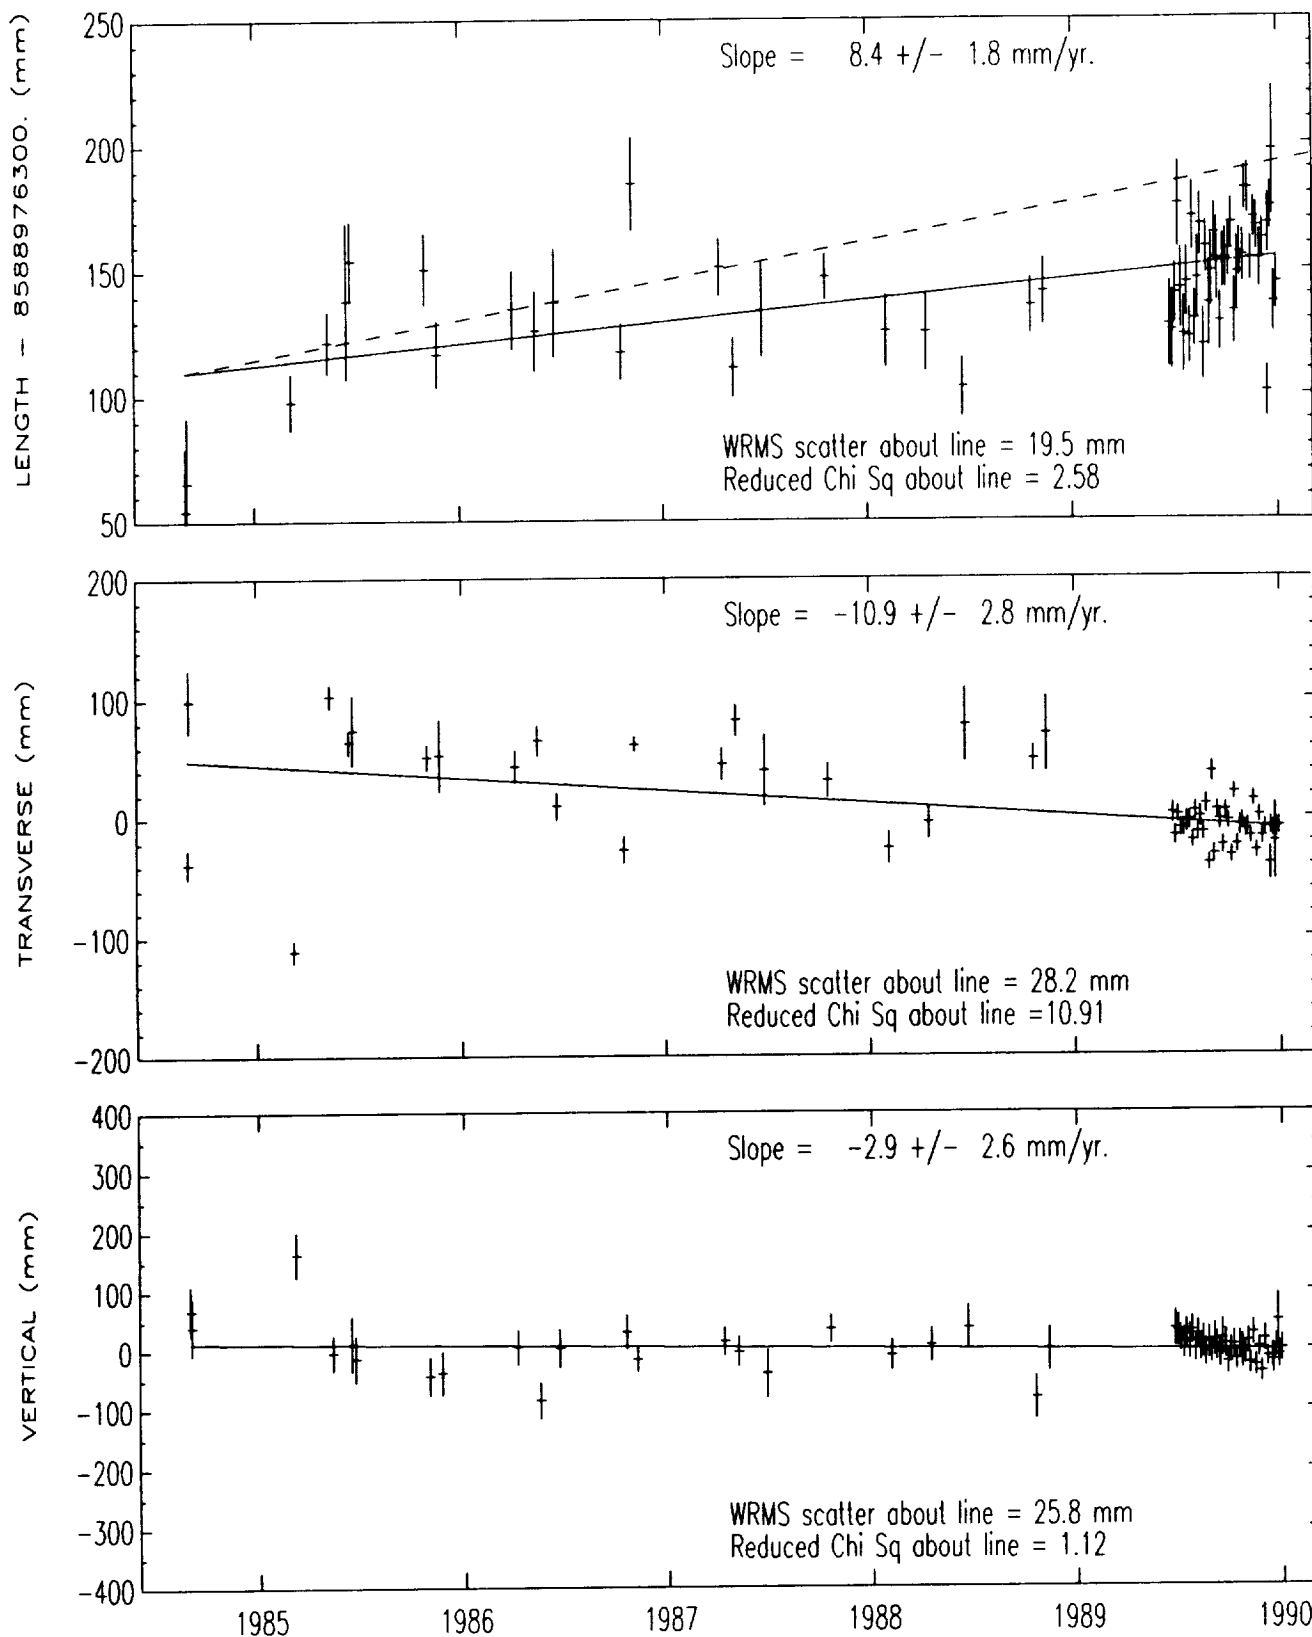 LENGTH - 8588976300. (mm)
250
200
150
100
50
Slope = 8.4 +/- 1.8 mm/yr.
WRMS scatter about line = 19.5 mm
Reduced Chi Sq about line = 2.58
TRANSVERSE (mm)
200
100
0
-100
-200
Slope = -10.9 +/- 2.8 mm/yr.
WRMS scatter about line = 28.2 mm
Reduced Chi Sq about line =10.91
VERTICAL (mm)
400
300
200
100
0
-100
-200
-300
-400
Slope = -2.9 +/- 2.6 mm/yr.
WRMS scatter about line = 25.8 mm
Reduced Chi Sq about line = 1.12
1985 1986 1987 1988 1989 1990